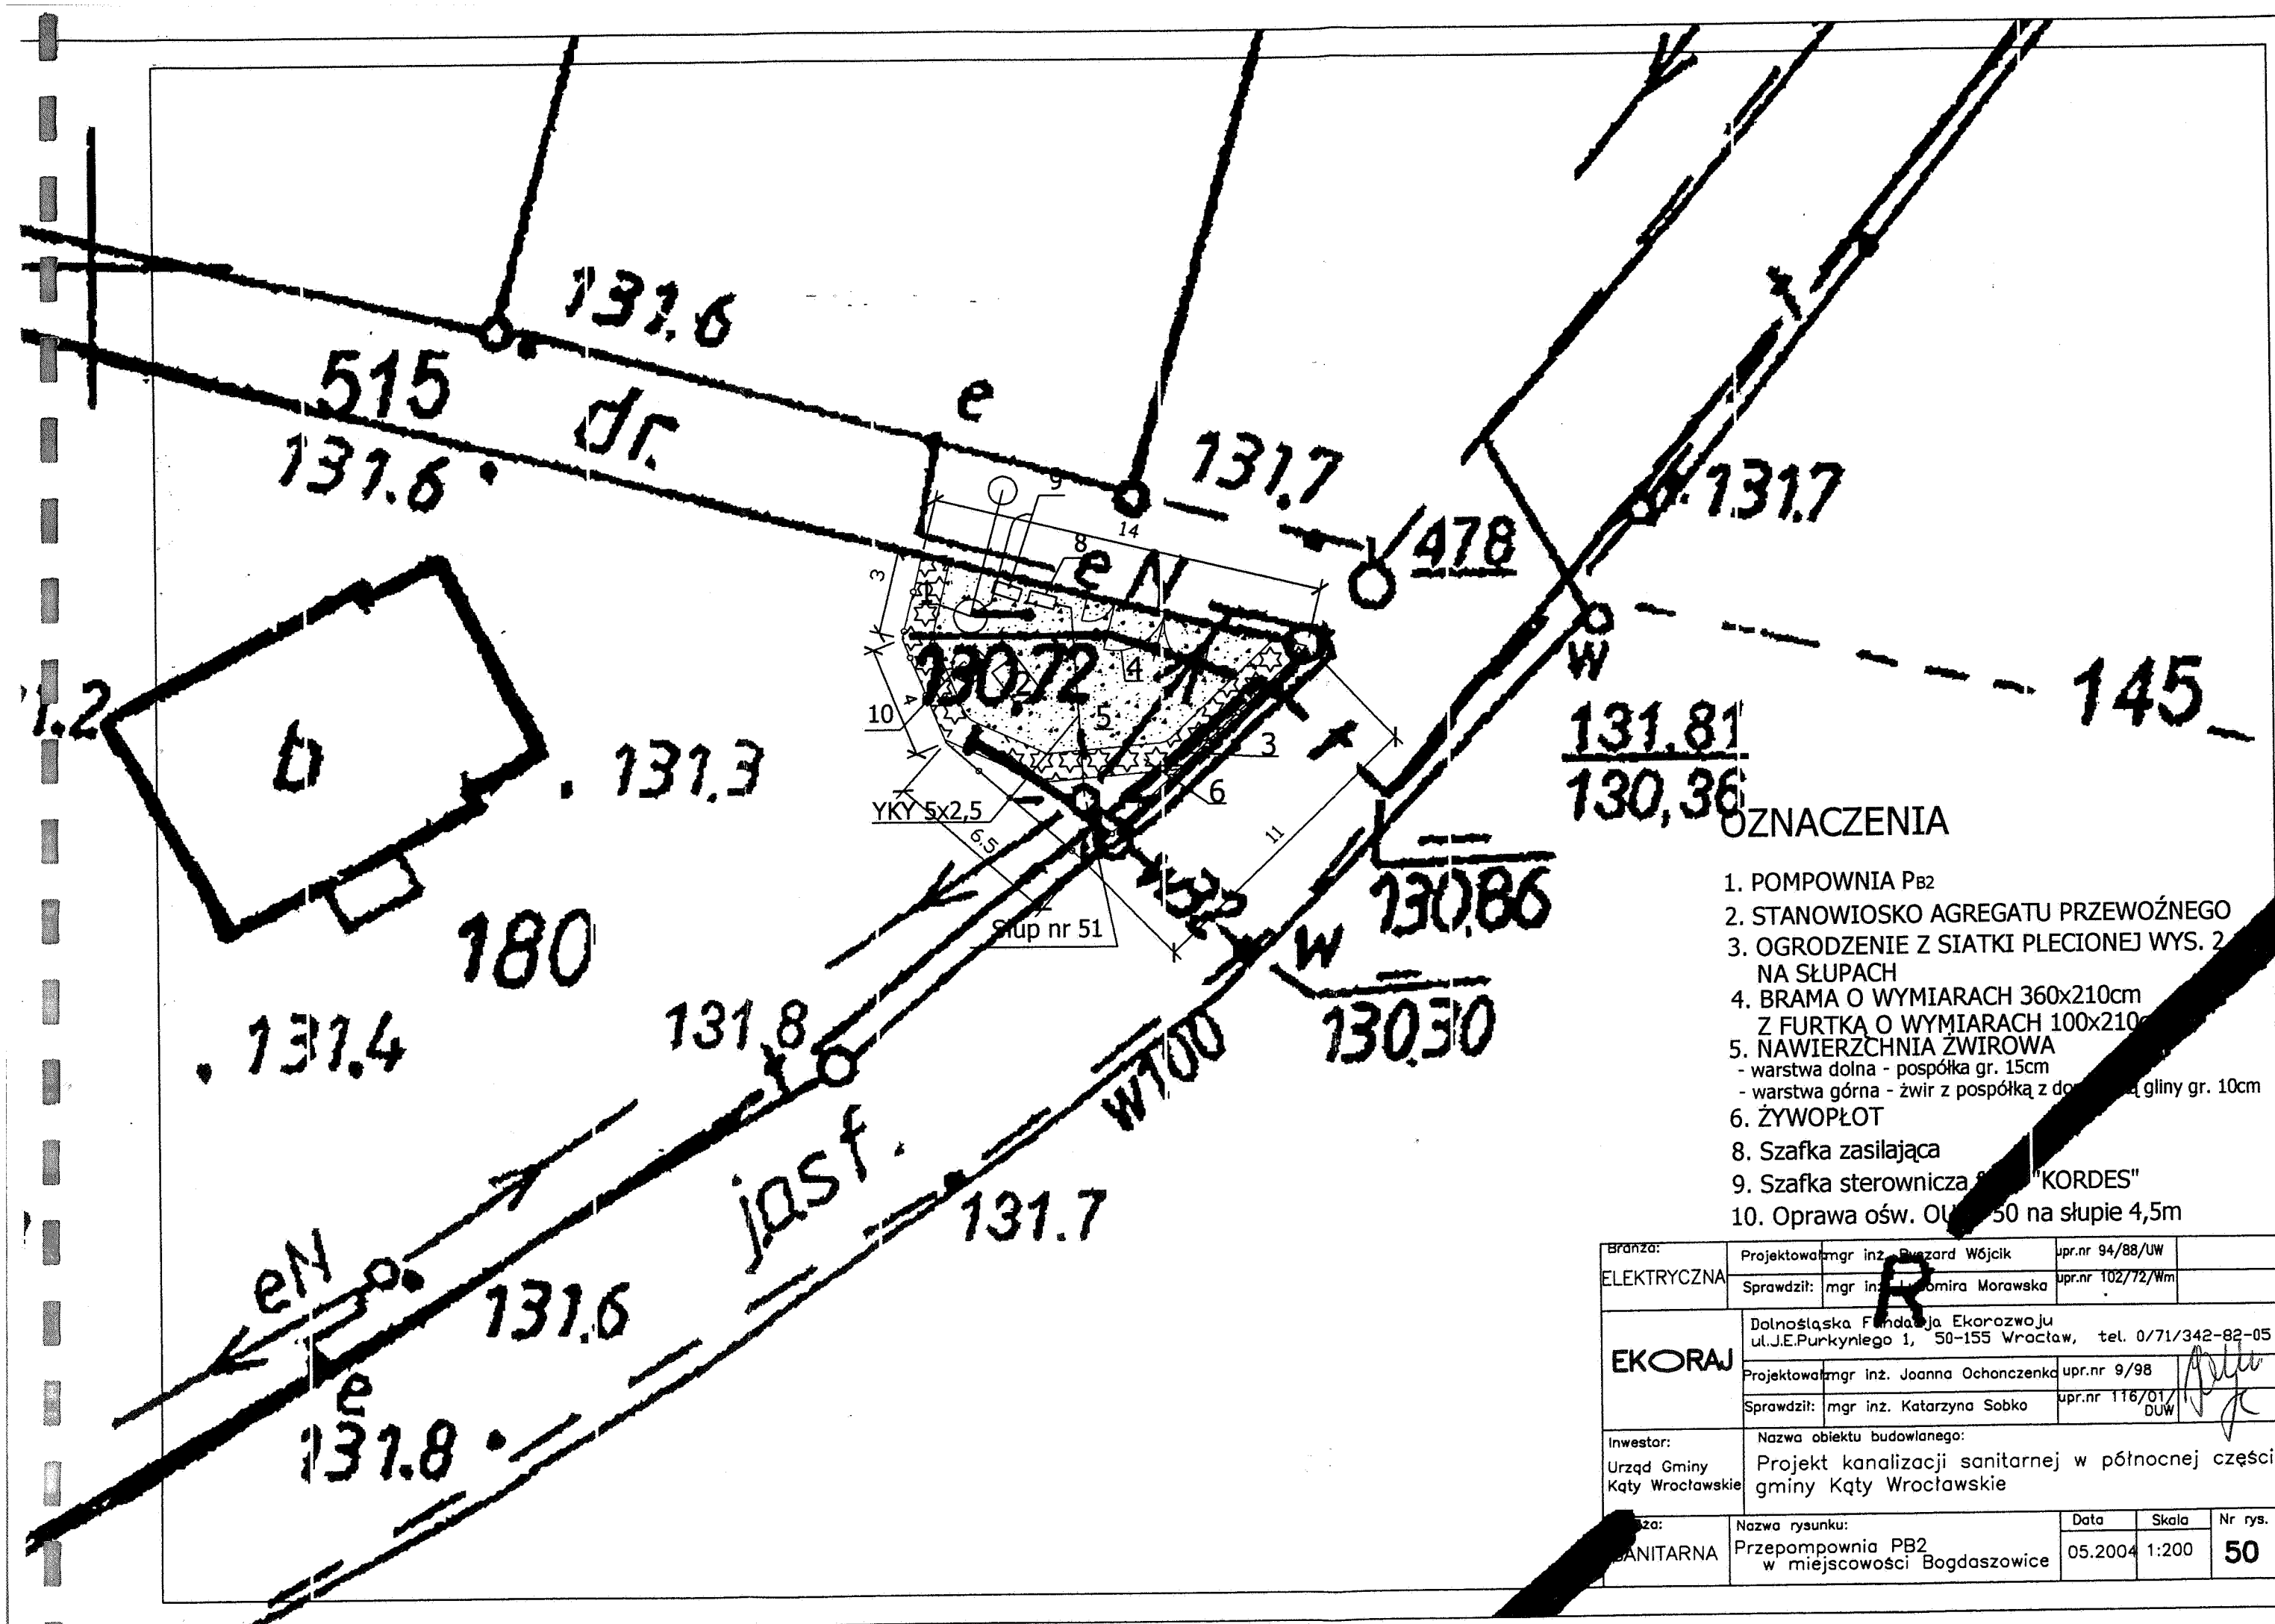 131.6
515
dr.
e
131.6
131.7
131.7
478
9
14
8
eN
3
1
W
145
130.72
2
4
4
10
5
3
131.81
130,36
b
131.3
6
YKY 5x2,5
6.5
11
130.86
180
Słup nr 51
W
130.30
131.8
131.4
w100
jasf.
131.7
eN
131.6
e
131.8
R
OZNACZENIA
1. POMPOWNIA PB2
2. STANOWIOSKO AGREGATU PRZEWOŹNEGO
3. OGRODZENIE Z SIATKI PLECIONEJ WYS. 2
NA SŁUPACH
4. BRAMA O WYMIARACH 360x210cm
Z FURTKĄ O WYMIARACH 100x210
5. NAWIERZCHNIA ŻWIROWA
- warstwa dolna - pospółka gr. 15cm
- warstwa górna - żwir z pospółką z gliny gr. 10cm
6. ŻYWOPŁOT
8. Szafka zasilająca
9. Szafka sterownicza "KORDES"
10. Oprawa ośw. 50 na słupie 4,5m
Branża:
ELEKTRYCZNA
Projektował mgr inż. Ryszard Wójcik upr.nr 94/88/UW
Sprawdził: mgr Morawska upr.nr 102/72/Wm
EKORAJ
Dolnośląska Fundacja Ekorozwoju
ul.J.E.Purkyniego 1, 50-155 Wrocław, tel. 0/71/342-82-05
Projektował mgr inż. Joanna Ochonczenko upr.nr 9/98
Sprawdził: mgr inż. Katarzyna Sobko upr.nr 116/01/
DUW
Inwestor:
Urząd Gminy
Kąty Wrocławskie
Nazwa obiektu budowlanego:
Projekt kanalizacji sanitarnej w północnej części
gminy Kąty Wrocławskie
SANITARNA
Nazwa rysunku:
Przepompownia PB2
w miejscowości Bogdaszowice
Data
05.2004
Skala
1:200
Nr rys.
50